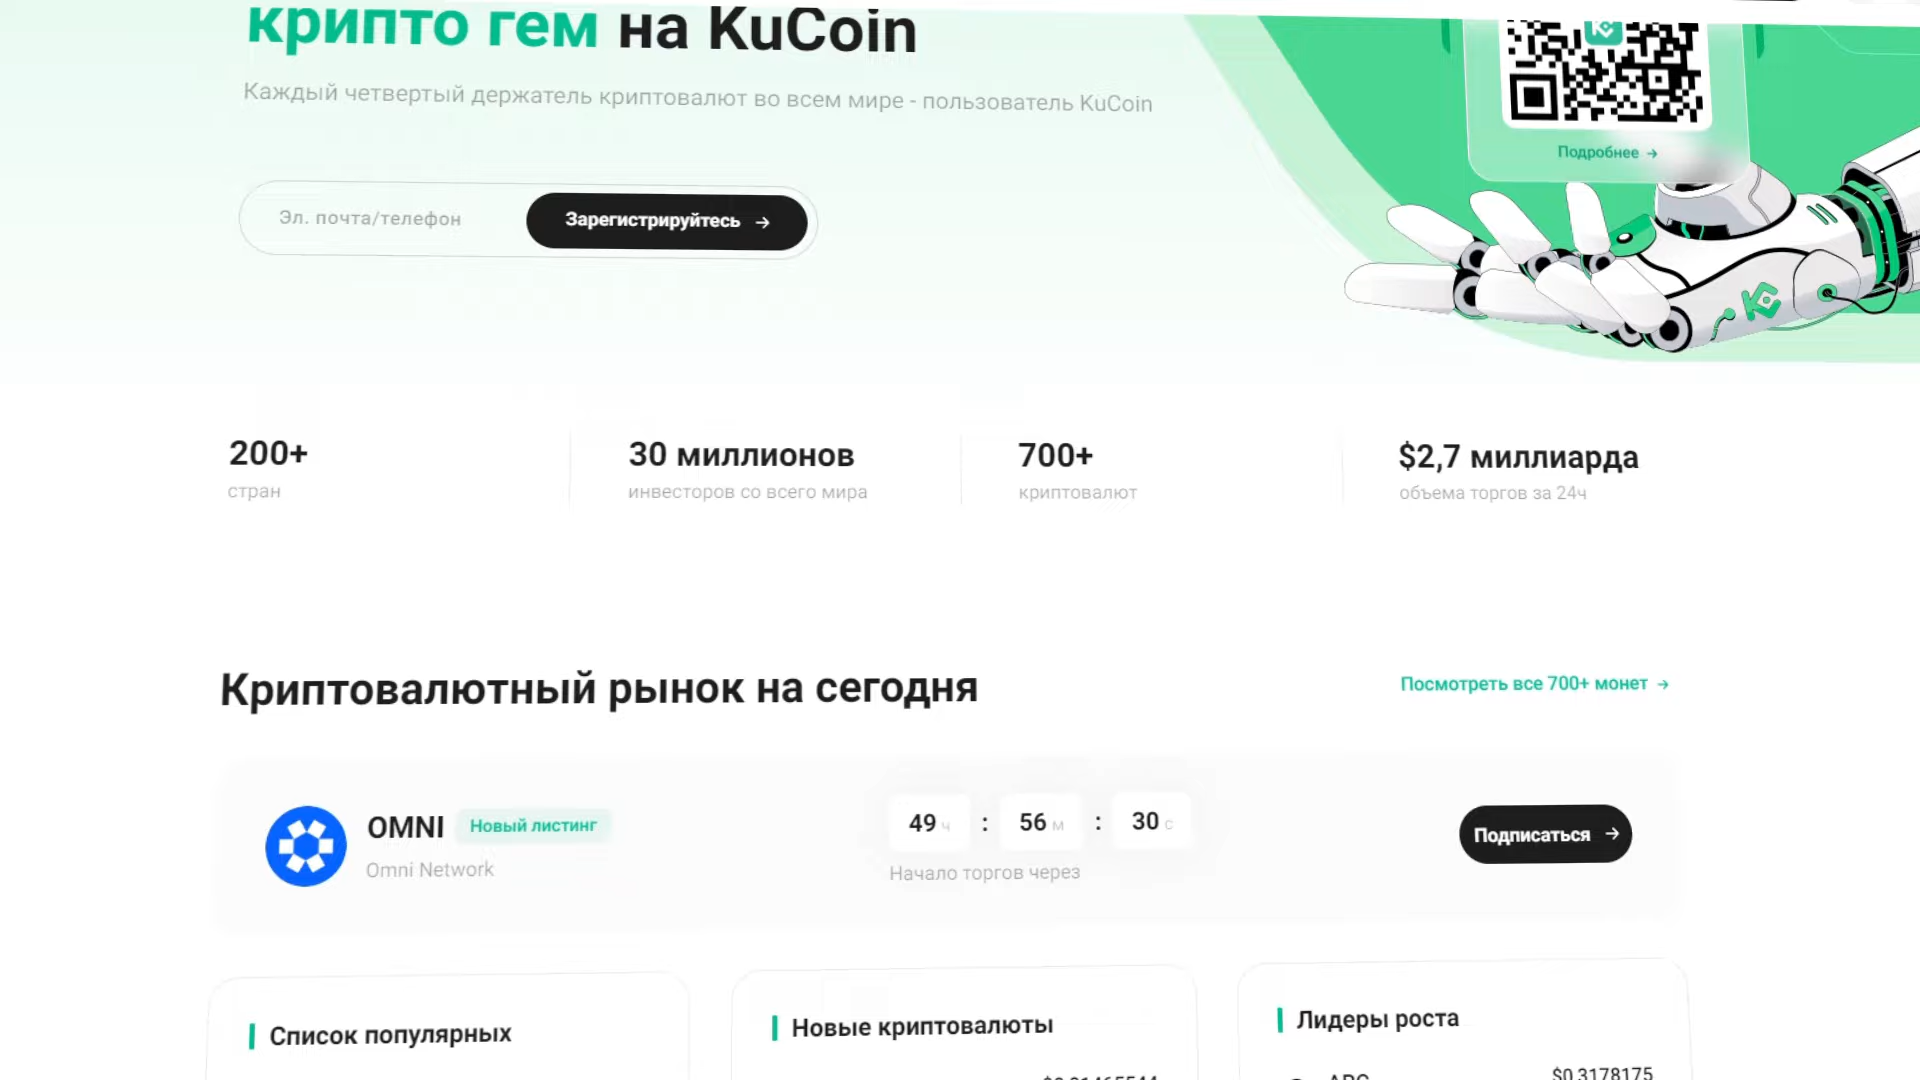 крипто гем на KuCoin
Каждый четвертый держатель криптовалют во всем мире - пользователь KuCoin
Эл. почта/телефон
Зарегистрируйтесь →
Подробнее →
200+
стран
30 миллионов
инвесторов со всего мира
700+
криптовалют
$2,7 миллиарда
объема торгов за 24ч
Криптовалютный рынок на сегодня
Посмотреть все 700+ монет →
OMNI Новый листинг
Omni Network
49 ч : 56 м : 30 с
Начало торгов через
Подписаться →
Список популярных
Новые криптовалюты
Лидеры роста
$0.3178175